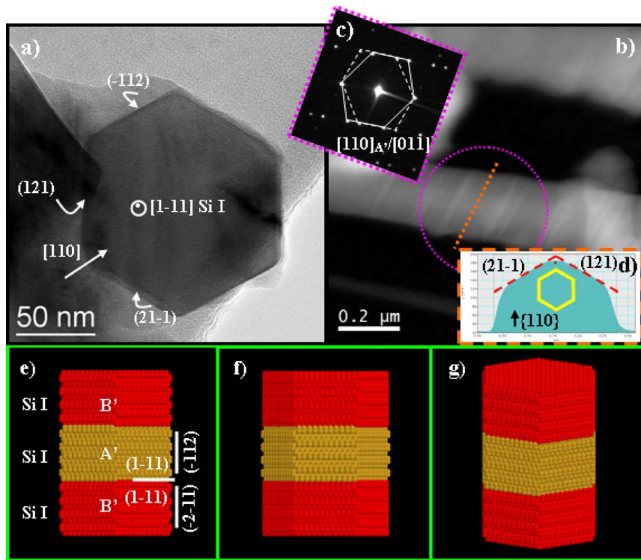 a)
(-112)
(121)
[1-11] Si I
[110]
(21-1)
50 nm
c)
[110]A'/[011]
b)
0.2 µm
d)
(21-1)
(121)
{110}
e)
Si I
B'
Si I
A'
(1-11)
(-112)
Si I
B'
(1-11)
(-2-11)
f)
g)